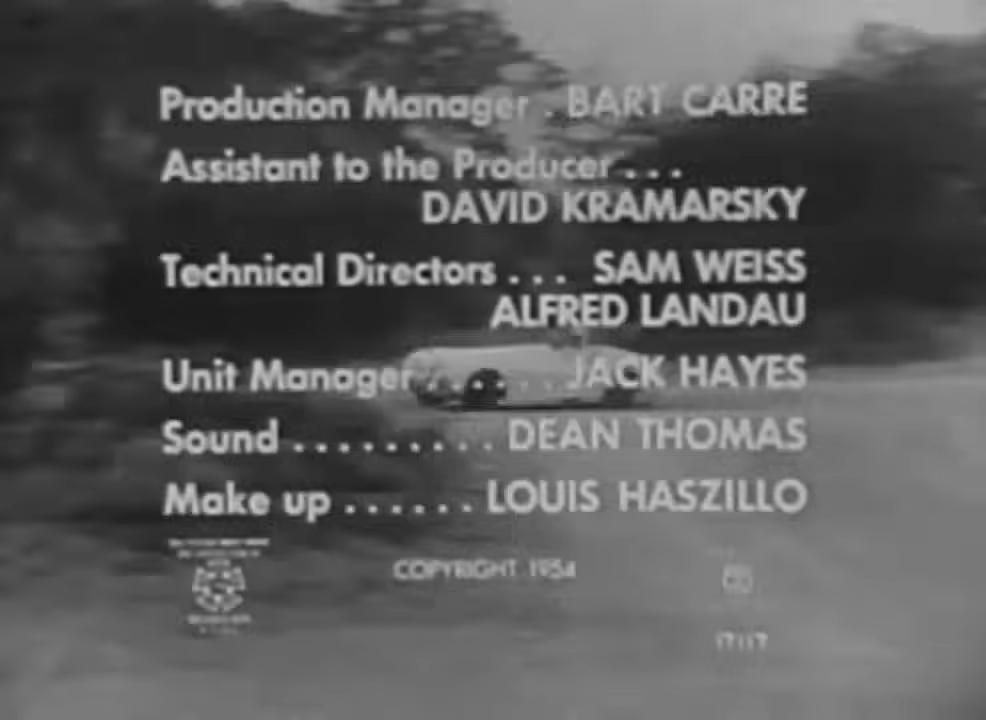 Production Manager . BART CARRE
Assistant to the Producer . . .
DAVID KRAMARSKY
Technical Directors . . . SAM WEISS
ALFRED LANDAU
Unit Manager . . . . . . . JACK HAYES
Sound . . . . . . . . . DEAN THOMAS
Make up . . . . . . LOUIS HASZILLO
COPYRIGHT 1954
17117